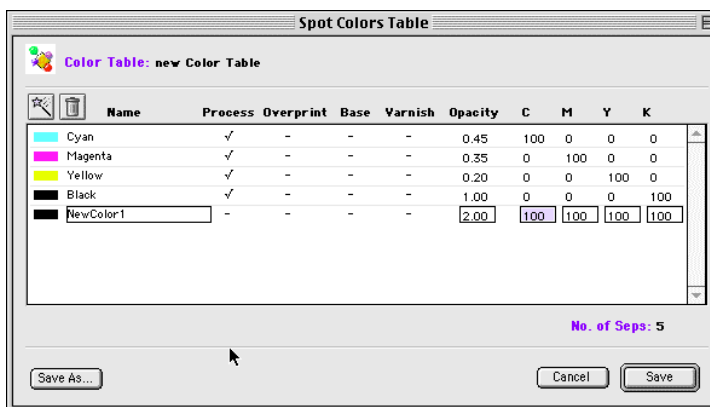 Spot Colors Table
Color Table: new Color Table
Name Process Overprint Base Varnish Opacity C M Y K
Cyan √ - - - 0.45 100 0 0 0
Magenta √ - - - 0.35 0 100 0 0
Yellow √ - - - 0.20 0 0 100 0
Black √ - - - 1.00 0 0 0 100
NewColor1 - - - - 2.00 100 100 100 100
No. of Seps: 5
Save As... Cancel Save